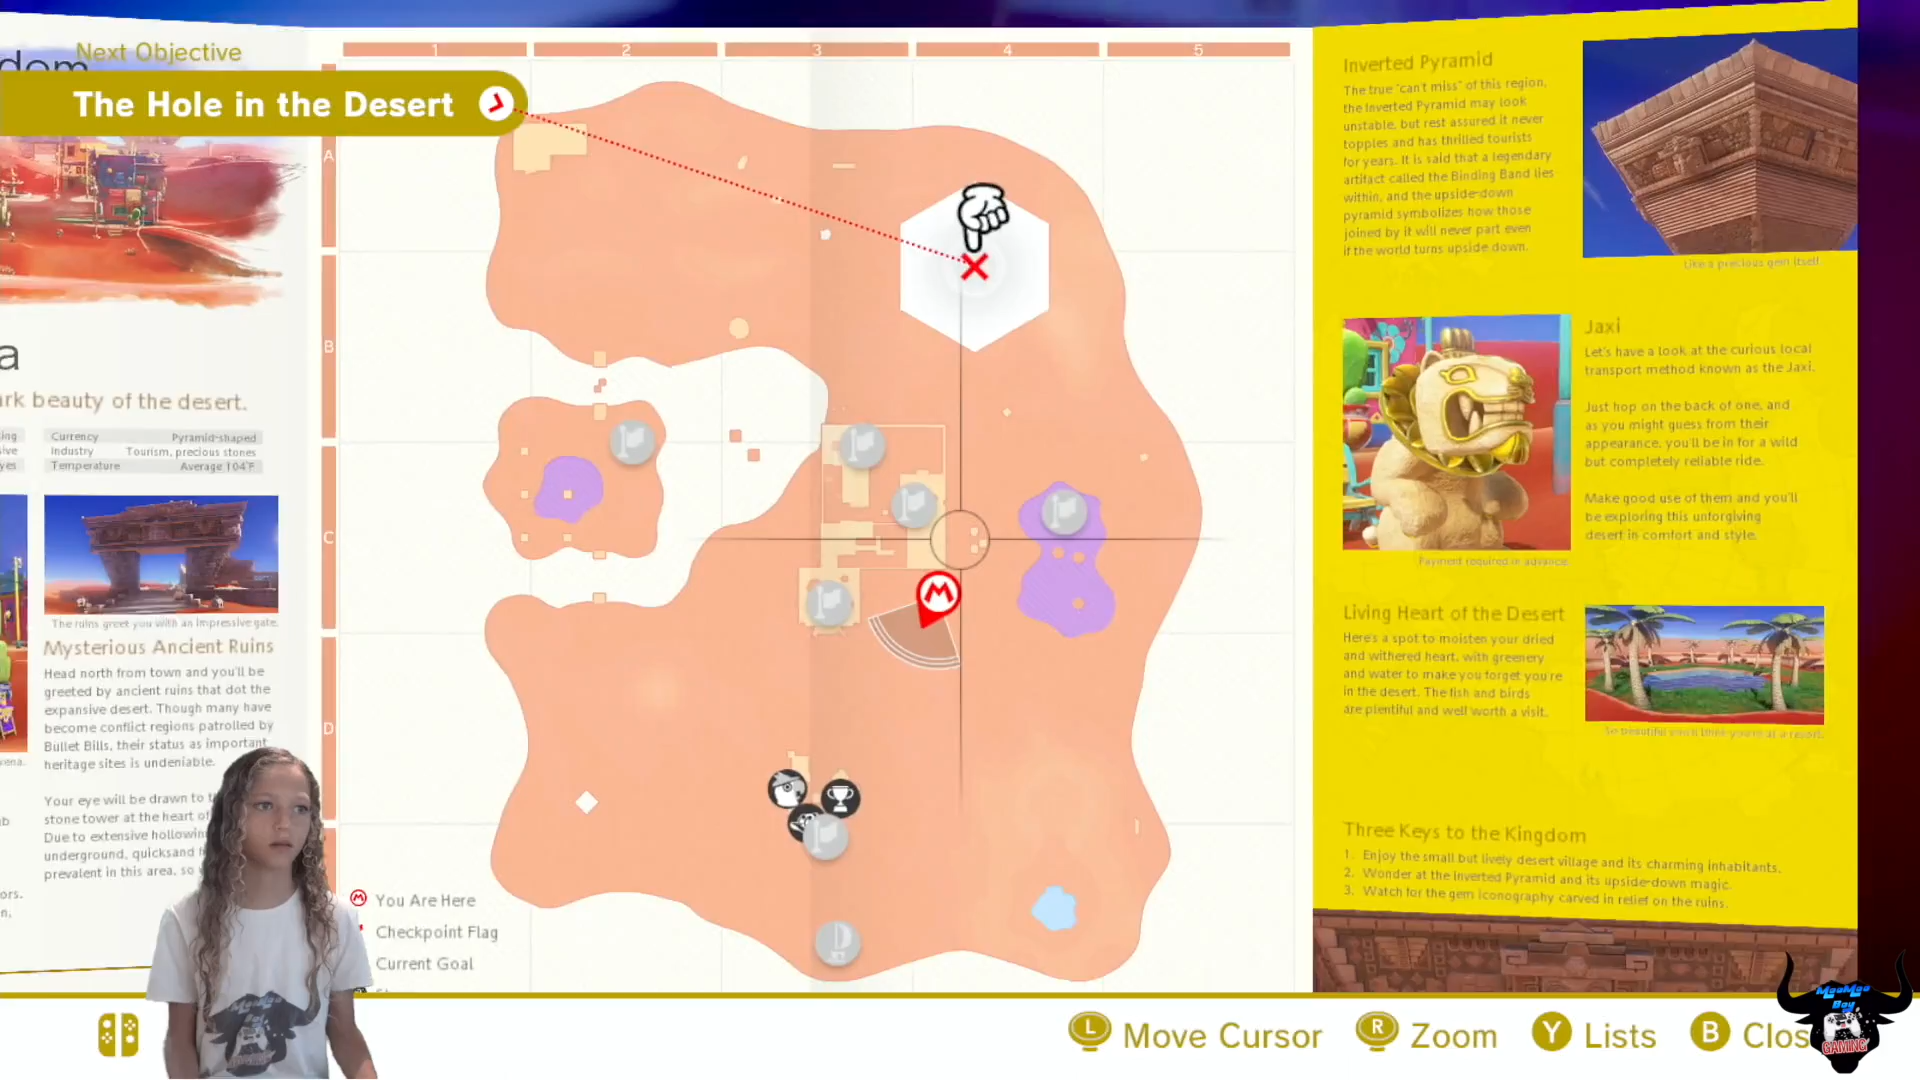 Next Objective
The Hole in the Desert
1 2 3 4 5
A
B
C
D
dom
a
rk beauty of the desert.
Currency Pyramid-shaped
Industry Tourism, precious stones
Temperature Average 104°F
The ruins greet you with an impressive gate.
Mysterious Ancient Ruins
Head north from town and you'll be
greeted by ancient ruins that dot the
expansive desert. Though many have
become conflict regions patrolled by
Bullet Bills, their status as important
heritage sites is undeniable.
Your eye will be drawn to
stone tower at the heart of
Due to extensive hollowin
underground, quicksand
prevalent in this area, so
You Are Here
Checkpoint Flag
Current Goal
Inverted Pyramid
The true "can't miss" of this region,
the Inverted Pyramid may look
unstable, but rest assured it never
topples and has thrilled tourists
for years. It is said that a legendary
artifact called the Binding Band lies
within, and the upside-down
pyramid symbolizes how those
joined by it will never part even
if the world turns upside down.
Like a precious gem itself.
Jaxi
Let's have a look at the curious local
transport method known as the Jaxi.
Just hop on the back of one, and
as you might guess from their
appearance, you'll be in for a wild
but completely reliable ride.
Make good use of them and you'll
be exploring this unforgiving
desert in comfort and style.
Payment required in advance.
Living Heart of the Desert
Here's a spot to moisten your dried
and withered heart, with greenery
and water to make you forget you're
in the desert. The fish and birds
are plentiful and well worth a visit.
So beautiful you'll think you're at a resort.
Three Keys to the Kingdom
1. Enjoy the small but lively desert village and its charming inhabitants.
2. Wonder at the Inverted Pyramid and its upside-down magic.
3. Watch for the gem iconography carved in relief on the ruins.
L Move Cursor R Zoom Y Lists B Clos
MooMoo
Boy
GAMING